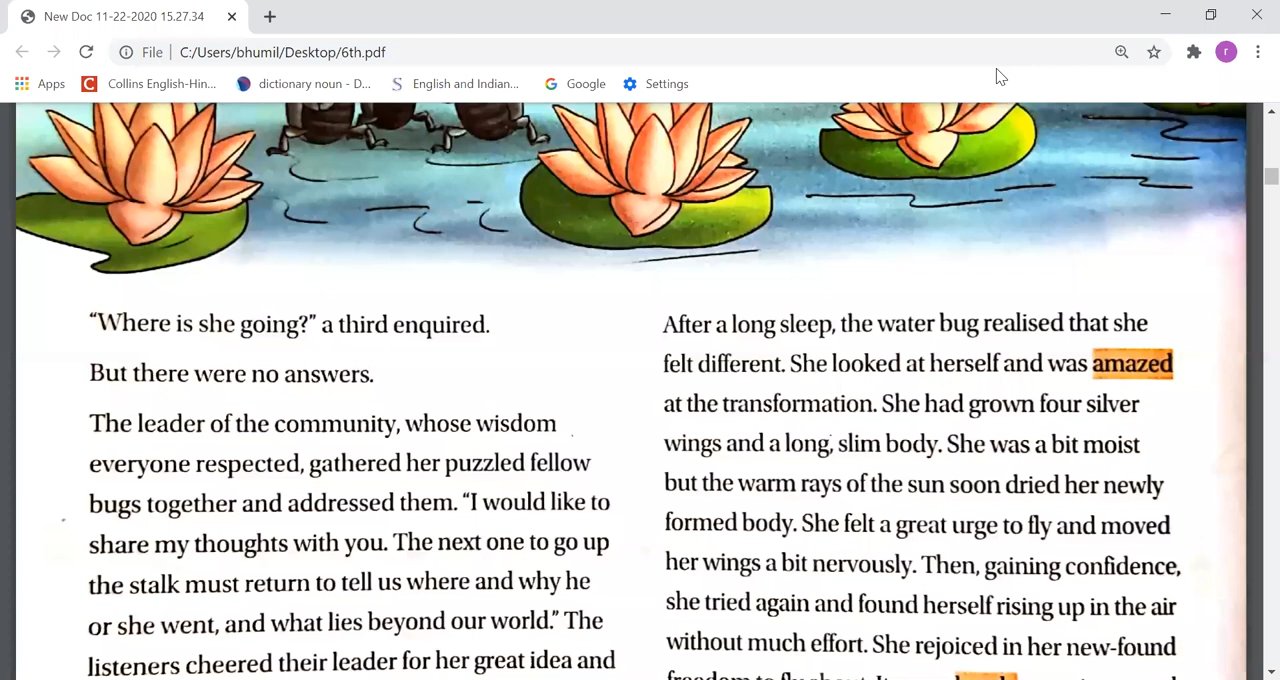 New Doc 11-22-2020 15.27.34
File C:/Users/bhumil/Desktop/6th.pdf
r
Apps Collins English-Hin... dictionary noun - D... English and Indian... Google Settings
“Where is she going?” a third enquired.
But there were no answers.
The leader of the community, whose wisdom
everyone respected, gathered her puzzled fellow
bugs together and addressed them. “I would like to
share my thoughts with you. The next one to go up
the stalk must return to tell us where and why he
or she went, and what lies beyond our world.” The
listeners cheered their leader for her great idea and
After a long sleep, the water bug realised that she
felt different. She looked at herself and was amazed
at the transformation. She had grown four silver
wings and a long, slim body. She was a bit moist
but the warm rays of the sun soon dried her newly
formed body. She felt a great urge to fly and moved
her wings a bit nervously. Then, gaining confidence,
she tried again and found herself rising up in the air
without much effort. She rejoiced in her new-found
freedom to fly about.